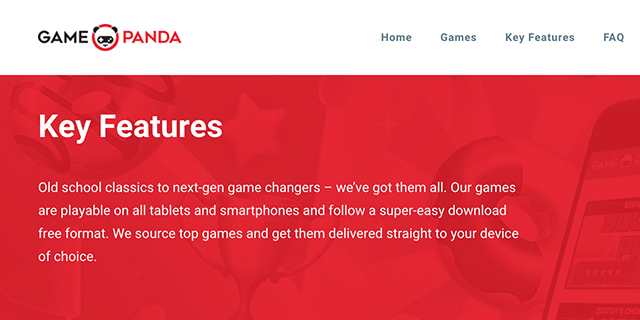 GAME PANDA
Home Games Key Features FAQ
Key Features
Old school classics to next-gen game changers – we've got them all. Our games
are playable on all tablets and smartphones and follow a super-easy download
free format. We source top games and get them delivered straight to your device
of choice.
GAME